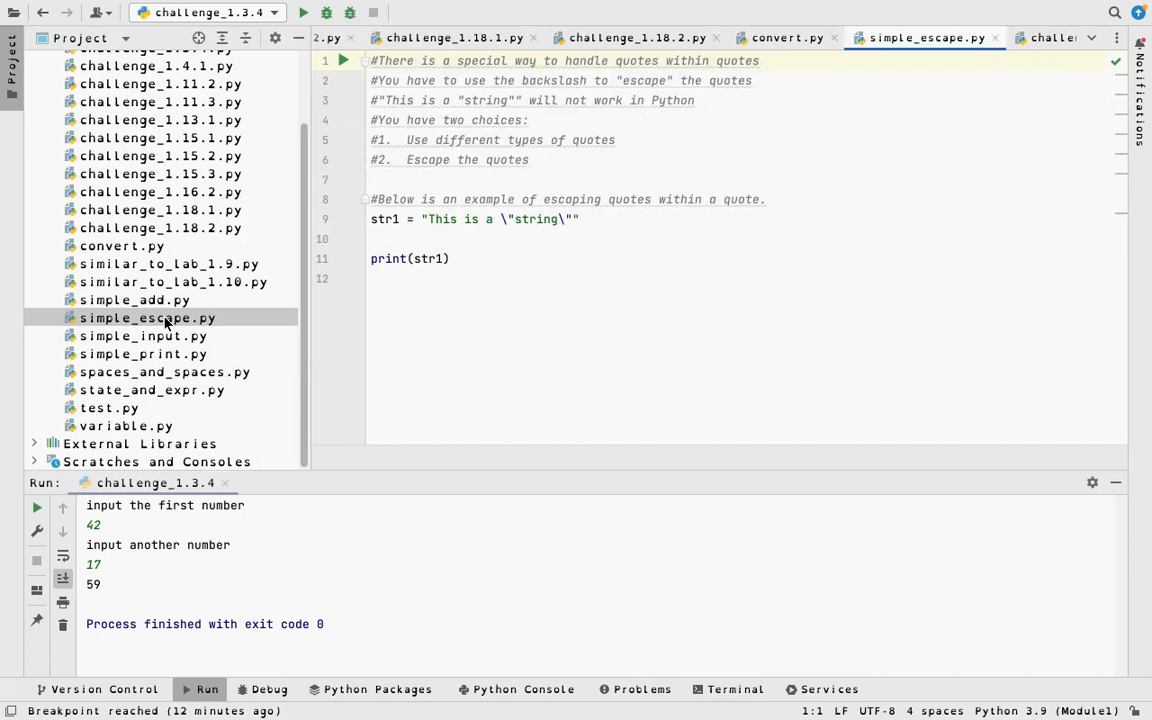 challenge_1.3.4
Project
2.py
challenge_1.18.1.py
challenge_1.18.2.py
convert.py
simple_escape.py
challe
Project
challenge_1.4.1.py
challenge_1.11.2.py
challenge_1.11.3.py
challenge_1.13.1.py
challenge_1.15.1.py
challenge_1.15.2.py
challenge_1.15.3.py
challenge_1.16.2.py
challenge_1.18.1.py
challenge_1.18.2.py
convert.py
similar_to_lab_1.9.py
similar_to_lab_1.10.py
simple_add.py
simple_escape.py
simple_input.py
simple_print.py
spaces_and_spaces.py
state_and_expr.py
test.py
variable.py
External Libraries
Scratches and Consoles
1 #There is a special way to handle quotes within quotes
2 #You have to use the backslash to "escape" the quotes
3 #"This is a "string"" will not work in Python
4 #You have two choices:
5 #1.  Use different types of quotes
6 #2.  Escape the quotes
7
8 #Below is an example of escaping quotes within a quote.
9 str1 = "This is a \"string\""
10
11 print(str1)
12
Notifications
Run: challenge_1.3.4
input the first number
42
input another number
17
59
Process finished with exit code 0
Version Control Run Debug Python Packages Python Console Problems Terminal Services
Breakpoint reached (12 minutes ago) 1:1 LF UTF-8 4 spaces Python 3.9 (Module1)